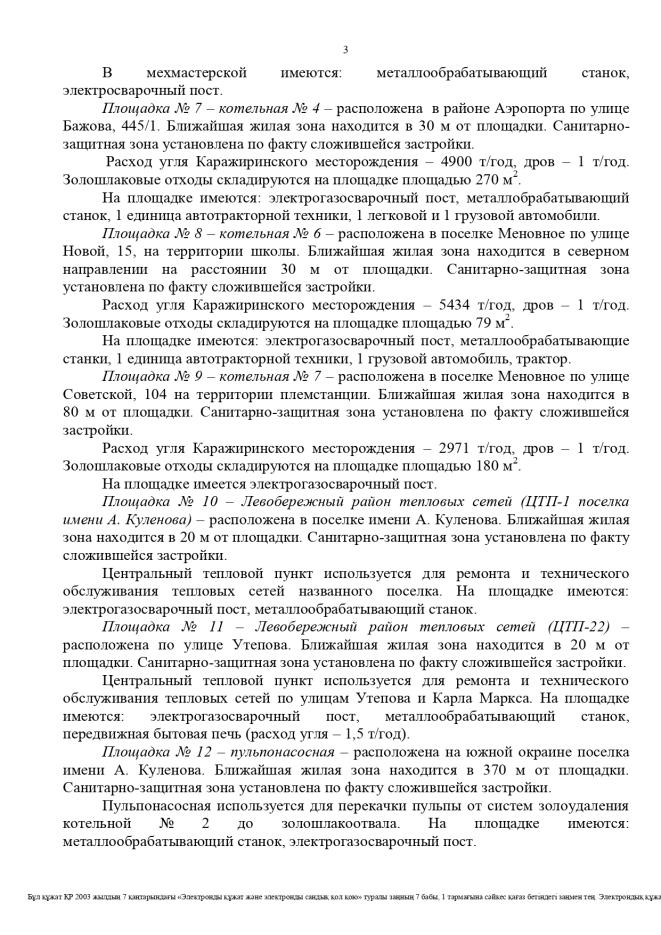 3
В мехмастерской имеются: металлообрабатывающий станок,
электросварочный пост.
Площадка № 7 – котельная № 4 – расположена в районе Аэропорта по улице
Бажова, 445/1. Ближайшая жилая зона находится в 30 м от площадки. Санитарно-
защитная зона установлена по факту сложившейся застройки.
Расход угля Каражиринского месторождения – 4900 т/год, дров – 1 т/год.
Золошлаковые отходы складируются на площадке площадью 270 м².
На площадке имеются: электрогазосварочный пост, металлобрабатывающий
станок, 1 единица автотракторной техники, 1 легковой и 1 грузовой автомобили.
Площадка № 8 – котельная № 6 – расположена в поселке Меновное по улице
Новой, 15, на территории школы. Ближайшая жилая зона находится в северном
направлении на расстоянии 30 м от площадки. Санитарно-защитная зона
установлена по факту сложившейся застройки.
Расход угля Каражиринского месторождения – 5434 т/год, дров – 1 т/год.
Золошлаковые отходы складируются на площадке площадью 79 м².
На площадке имеются: электрогазосварочный пост, металлообрабатывающие
станки, 1 единица автотракторной техники, 1 грузовой автомобиль, трактор.
Площадка № 9 – котельная № 7 – расположена в поселке Меновное по улице
Советской, 104 на территории племстанции. Ближайшая жилая зона находится в
80 м от площадки. Санитарно-защитная зона установлена по факту сложившейся
застройки.
Расход угля Каражиринского месторождения – 2971 т/год, дров – 1 т/год.
Золошлаковые отходы складируются на площадке площадью 180 м².
На площадке имеется электрогазосварочный пост.
Площадка № 10 – Левобережный район тепловых сетей (ЦТП-1 поселка
имени А. Куленова) – расположена в поселке имени А. Куленова. Ближайшая жилая
зона находится в 20 м от площадки. Санитарно-защитная зона установлена по факту
сложившейся застройки.
Центральный тепловой пункт используется для ремонта и технического
обслуживания тепловых сетей названного поселка. На площадке имеются:
электрогазосварочный пост, металлообрабатывающий станок.
Площадка № 11 – Левобережный район тепловых сетей (ЦТП-22) –
расположена по улице Утепова. Ближайшая жилая зона находится в 20 м от
площадки. Санитарно-защитная зона установлена по факту сложившейся застройки.
Центральный тепловой пункт используется для ремонта и технического
обслуживания тепловых сетей по улицам Утепова и Карла Маркса. На площадке
имеются: электрогазосварочный пост, металлообрабатывающий станок,
передвижная бытовая печь (расход угля – 1,5 т/год).
Площадка № 12 – пульпонасосная – расположена на южной окраине поселка
имени А. Куленова. Ближайшая жилая зона находится в 370 м от площадки.
Санитарно-защитная зона установлена по факту сложившейся застройки.
Пульпонасосная используется для перекачки пульпы от систем золоудаления
котельной № 2 до золошлакоотвала. На площадке имеются:
металлообрабатывающий станок, электросварочный пост.
Бұл құжат ҚР 2003 жылдың 7 қаңтарындағы «Электронды құжат және электронды сандық қол қою» туралы заңның 7 бабы, 1 тармағына сәйкес қағаз бетіндегі заңмен тең. Электрондық